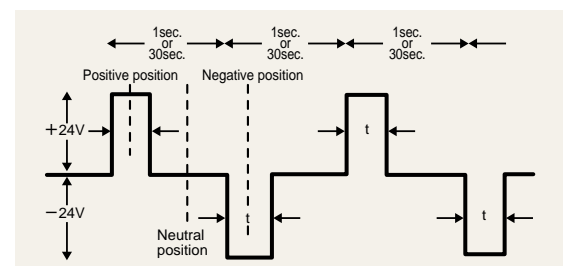 1sec.
or
30sec.
1sec.
or
30sec.
1sec.
or
30sec.
Positive position
Negative position
+24V
t
−24V
t
t
Neutral
position